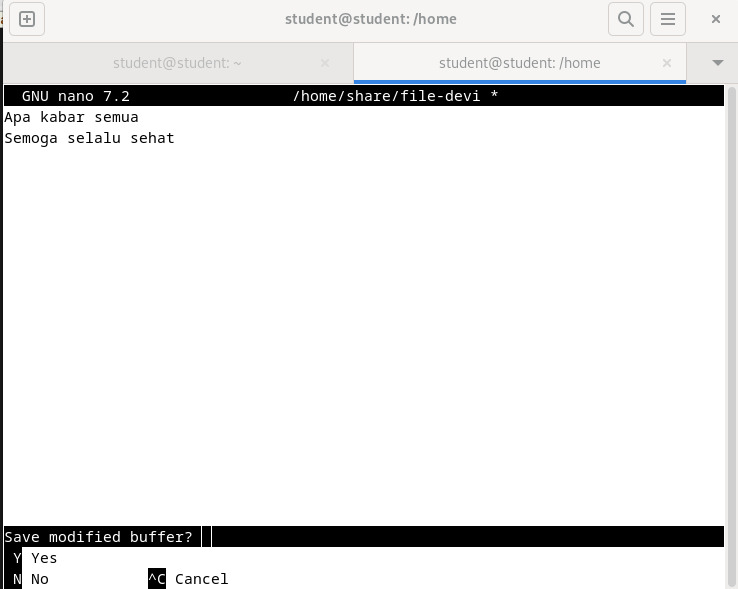 student@student: /home
student@student: ~
student@student: /home
GNU nano 7.2 /home/share/file-devi *
Apa kabar semua
Semoga selalu sehat
Save modified buffer?
Y Yes
N No ^C Cancel